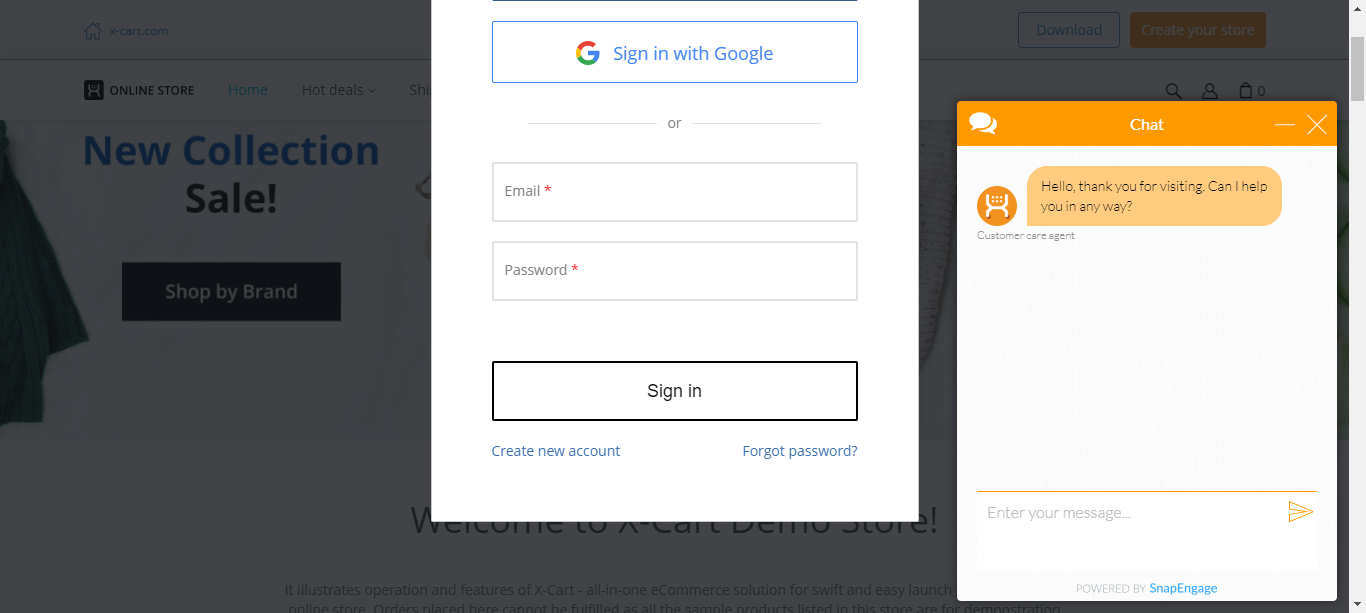 x-cart.com
Download
Create your store
Sign in with Google
ONLINE STORE
Home
Hot deals
0
or
New Collection
Sale!
Shop by Brand
Email *
Password *
Sign in
Create new account
Forgot password?
Chat
Hello, thank you for visiting. Can I help
you in any way?
Customer care agent
Enter your message...
POWERED BY SnapEngage
Welcome to X-Cart Demo Store!
It illustrates operation and features of X-Cart - all-in-one eCommerce solution for swift and easy
online store. Orders placed here cannot be fulfilled as all the sample products listed in this store are for demonstration